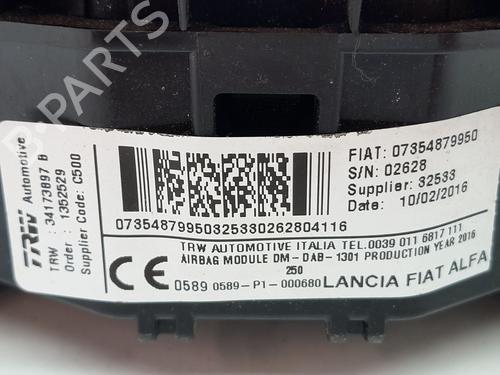 TRW Automotive
TRW : 34173897 B
Order : 1352529
Supplier Code: C500
FIAT: 07354879950
S/N: 02628
Supplier: 32533
Date: 10/02/2016
07354879950325330262804116
TRW AUTOMOTIVE ITALIA TEL.0039 011 6817 111
AIRBAG MODULE DM-DAB-1301 PRODUCTION YEAR 2016
250
CE 0589 0589-P1-000680 LANCIA FIAT ALFA
B-PARTS